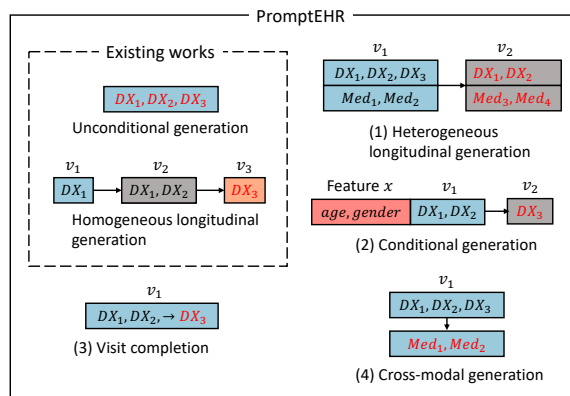 PromptEHR
Existing works
DX₁, DX₂, DX₃
Unconditional generation
v₁ v₂ v₃
DX₁ DX₁, DX₂ DX₃
Homogeneous longitudinal
generation
v₁
DX₁, DX₂, → DX₃
(3) Visit completion
v₁ v₂
DX₁, DX₂, DX₃ DX₁, DX₂
Med₁, Med₂ Med₃, Med₄
(1) Heterogeneous
longitudinal generation
Feature x v₁ v₂
age, gender DX₁, DX₂ DX₃
(2) Conditional generation
v₁
DX₁, DX₂, DX₃
Med₁, Med₂
(4) Cross-modal generation